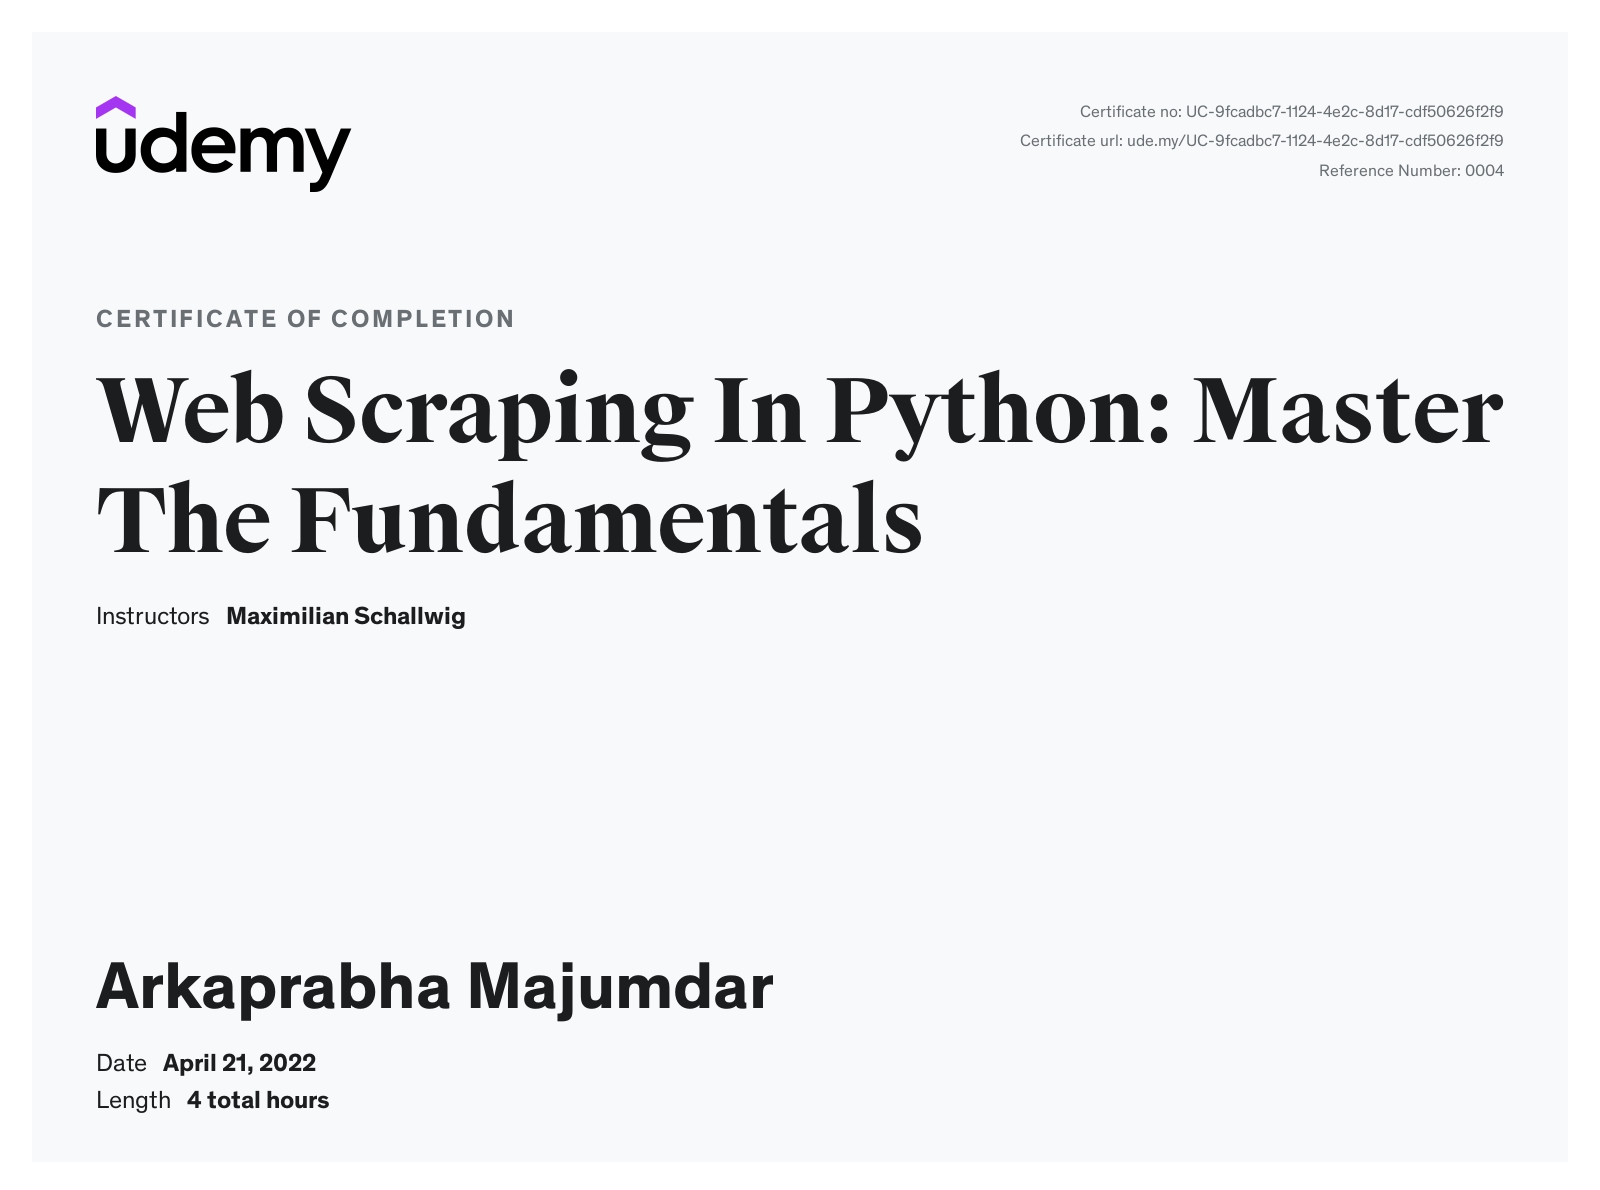 udemy
Certificate no: UC-9fcadbc7-1124-4e2c-8d17-cdf50626f2f9
Certificate url: ude.my/UC-9fcadbc7-1124-4e2c-8d17-cdf50626f2f9
Reference Number: 0004
CERTIFICATE OF COMPLETION
Web Scraping In Python: Master
The Fundamentals
Instructors Maximilian Schallwig
Arkaprabha Majumdar
Date April 21, 2022
Length 4 total hours